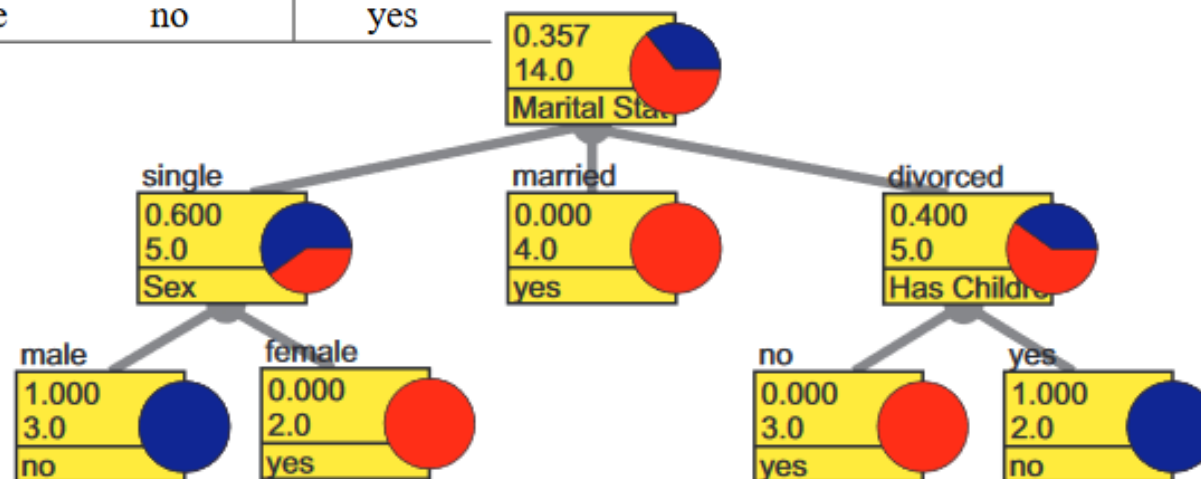 no yes
0.357
14.0
Marital Stat
single married divorced
0.600 0.000 0.400
5.0 4.0 5.0
Sex yes Has Childre
male female no yes
1.000 0.000 0.000 1.000
3.0 2.0 3.0 2.0
no yes yes no